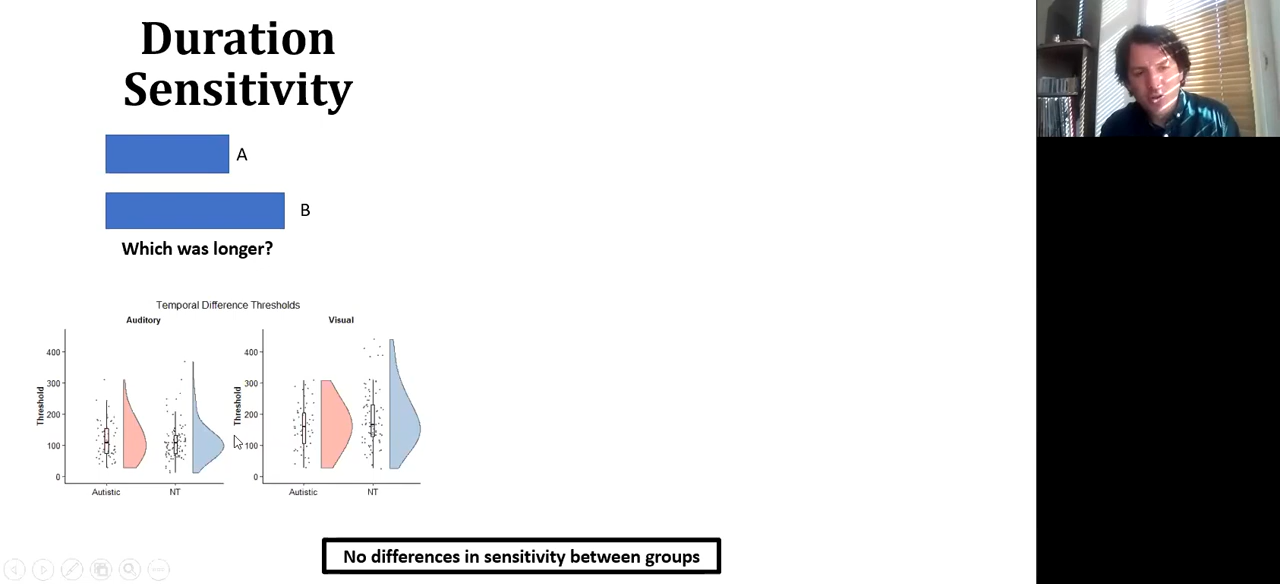 Duration
Sensitivity
A
B
Which was longer?
Temporal Difference Thresholds
Auditory
Visual
Threshold
400
300
200
100
0
Autistic
NT
Threshold
400
300
200
100
0
Autistic
NT
No differences in sensitivity between groups